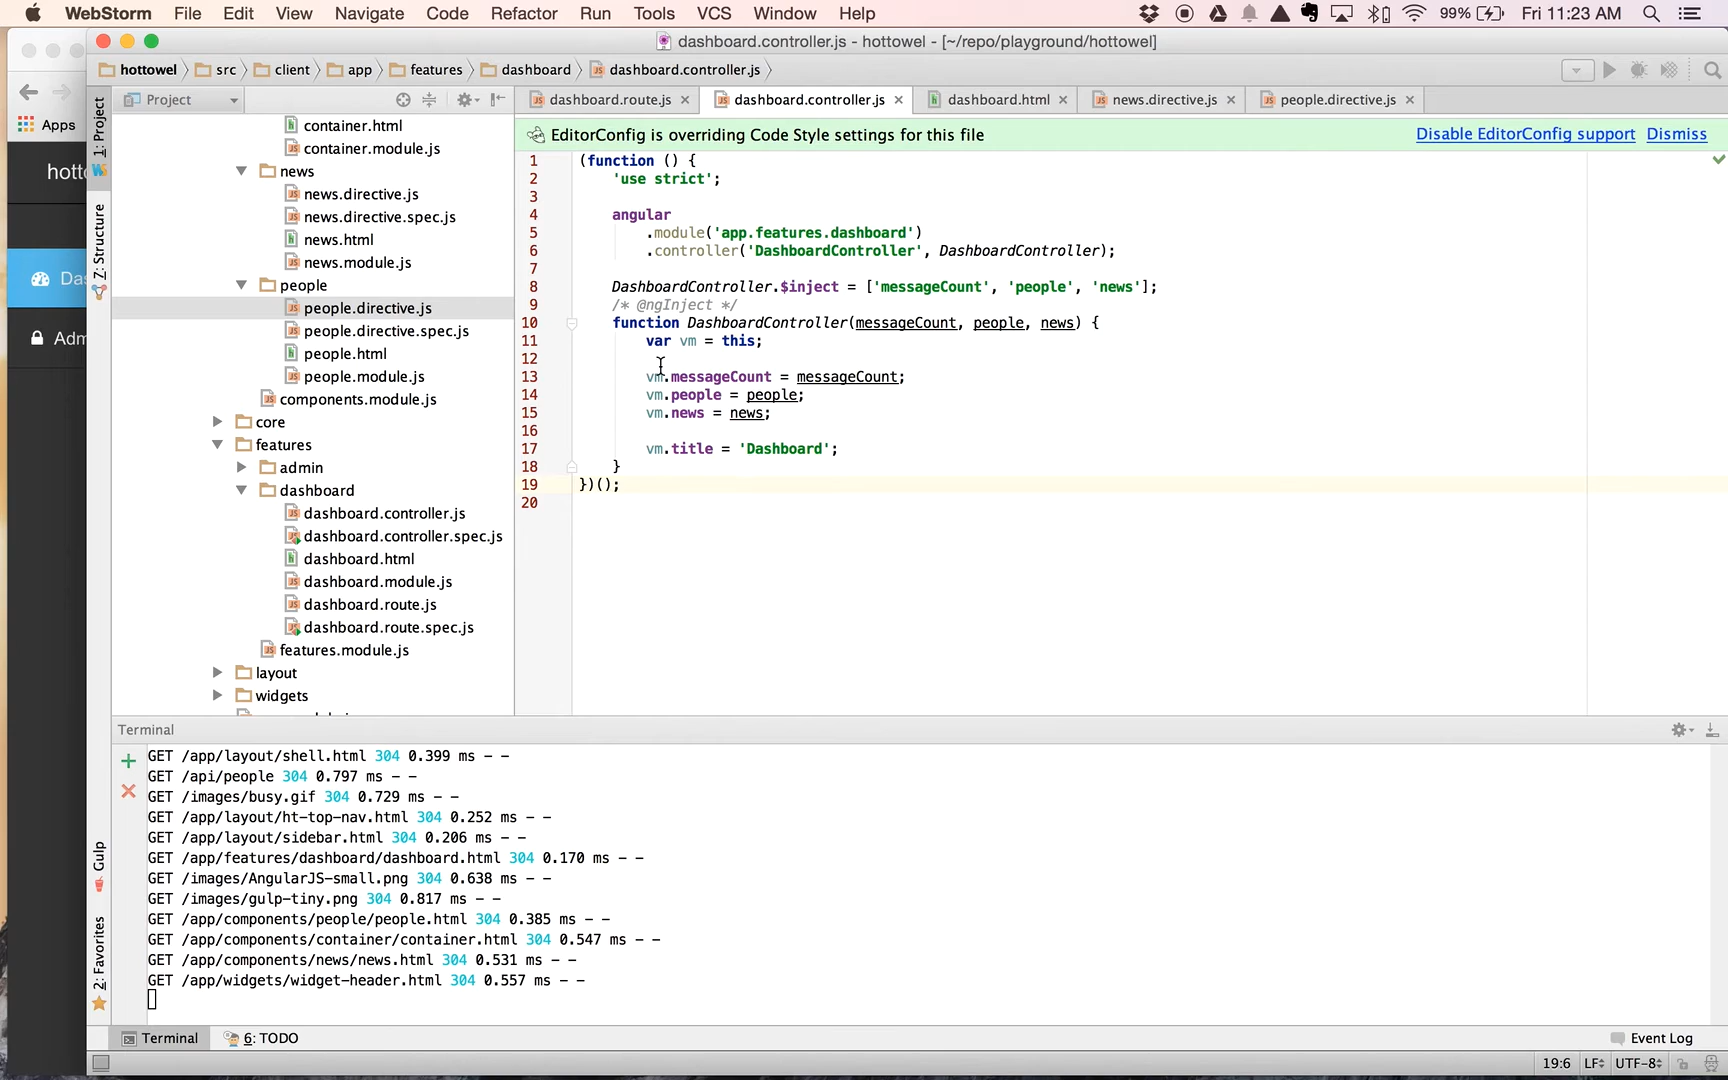 WebStorm File Edit View Navigate Code Refactor Run Tools VCS Window Help 99% Fri 11:23 AM
dashboard.controller.js - hottowel - [~/repo/playground/hottowel]
hottowel src client app features dashboard dashboard.controller.js
Project
dashboard.route.js dashboard.controller.js dashboard.html news.directive.js people.directive.js
Apps
hotto
Das
Adm
1: Project
Z: Structure
Gulp
2: Favorites
container.html
container.module.js
news
news.directive.js
news.directive.spec.js
news.html
news.module.js
people
people.directive.js
people.directive.spec.js
people.html
people.module.js
components.module.js
core
features
admin
dashboard
dashboard.controller.js
dashboard.controller.spec.js
dashboard.html
dashboard.module.js
dashboard.route.js
dashboard.route.spec.js
features.module.js
layout
widgets
EditorConfig is overriding Code Style settings for this file Disable EditorConfig support Dismiss
1 (function () {
2 'use strict';
3
4 angular
5 .module('app.features.dashboard')
6 .controller('DashboardController', DashboardController);
7
8 DashboardController.$inject = ['messageCount', 'people', 'news'];
9 /* @ngInject */
10 function DashboardController(messageCount, people, news) {
11 var vm = this;
12
13 vm.messageCount = messageCount;
14 vm.people = people;
15 vm.news = news;
16
17 vm.title = 'Dashboard';
18 }
19 })();
20
Terminal
GET /app/layout/shell.html 304 0.399 ms - -
GET /api/people 304 0.797 ms - -
GET /images/busy.gif 304 0.729 ms - -
GET /app/layout/ht-top-nav.html 304 0.252 ms - -
GET /app/layout/sidebar.html 304 0.206 ms - -
GET /app/features/dashboard/dashboard.html 304 0.170 ms - -
GET /images/AngularJS-small.png 304 0.638 ms - -
GET /images/gulp-tiny.png 304 0.817 ms - -
GET /app/components/people/people.html 304 0.385 ms - -
GET /app/components/container/container.html 304 0.547 ms - -
GET /app/components/news/news.html 304 0.531 ms - -
GET /app/widgets/widget-header.html 304 0.557 ms - -
Terminal 6: TODO Event Log
19:6 LF UTF-8